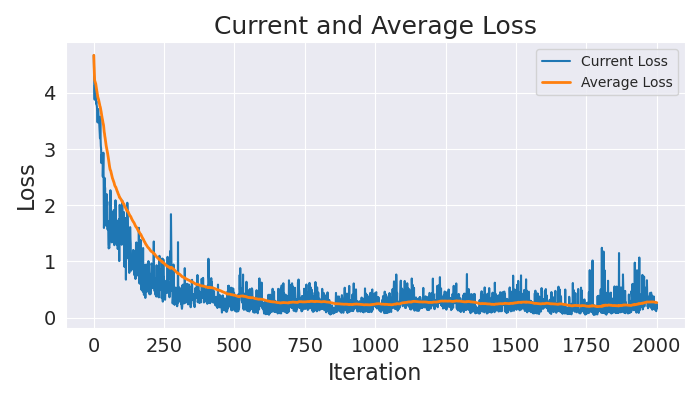 Current and Average Loss
Current Loss
Average Loss
Loss
4
3
2
1
0
0 250 500 750 1000 1250 1500 1750 2000
Iteration